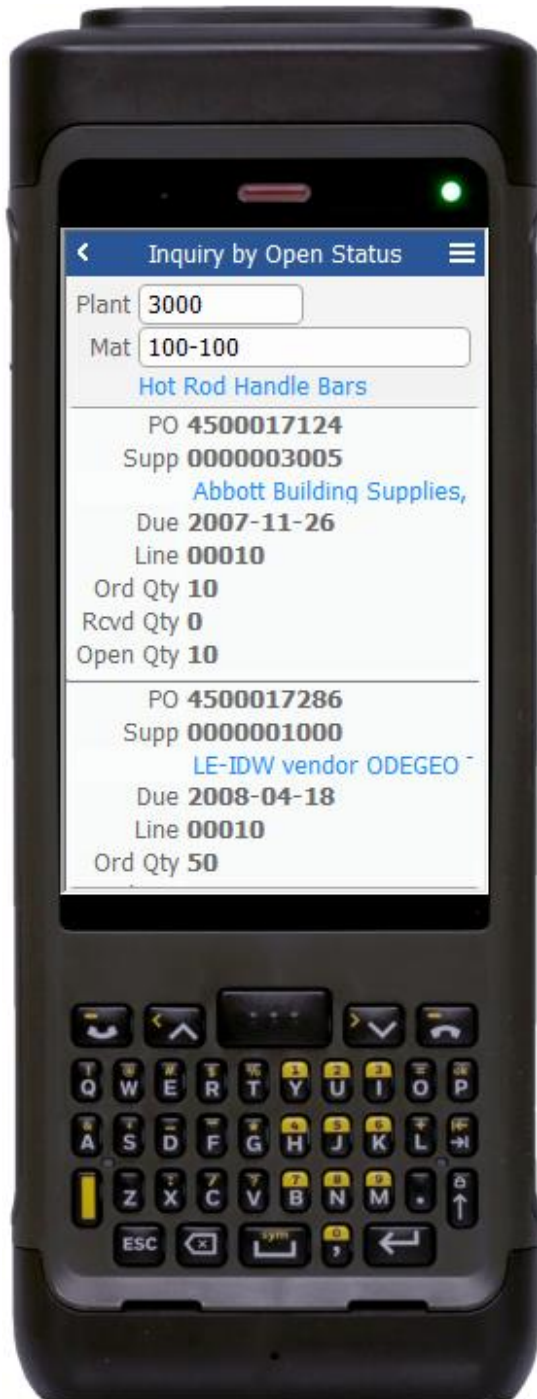 Inquiry by Open Status
Plant 3000
Mat 100-100
Hot Rod Handle Bars
PO 4500017124
Supp 0000003005
Abbott Building Supplies,
Due 2007-11-26
Line 00010
Ord Qty 10
Rcvd Qty 0
Open Qty 10
PO 4500017286
Supp 0000001000
LE-IDW vendor ODEGEO
Due 2008-04-18
Line 00010
Ord Qty 50
Q W E R T Y U I O P
A S D F G H J K L
Z X C V B N M .
ESC sym ,